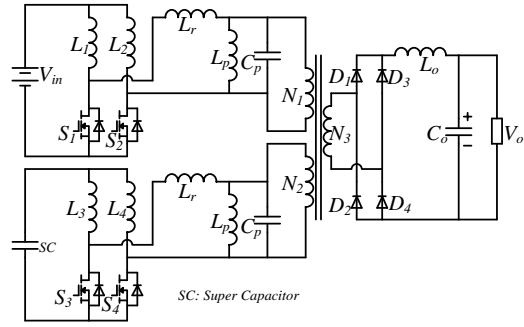 L1 L2 Lr Lp Cp
Vin
S1 S2
N1 N3 D1 D3 Lo
Co + - Vo
L3 L4 Lr Lp Cp N2
D2 D4
SC
S3 S4
SC: Super Capacitor